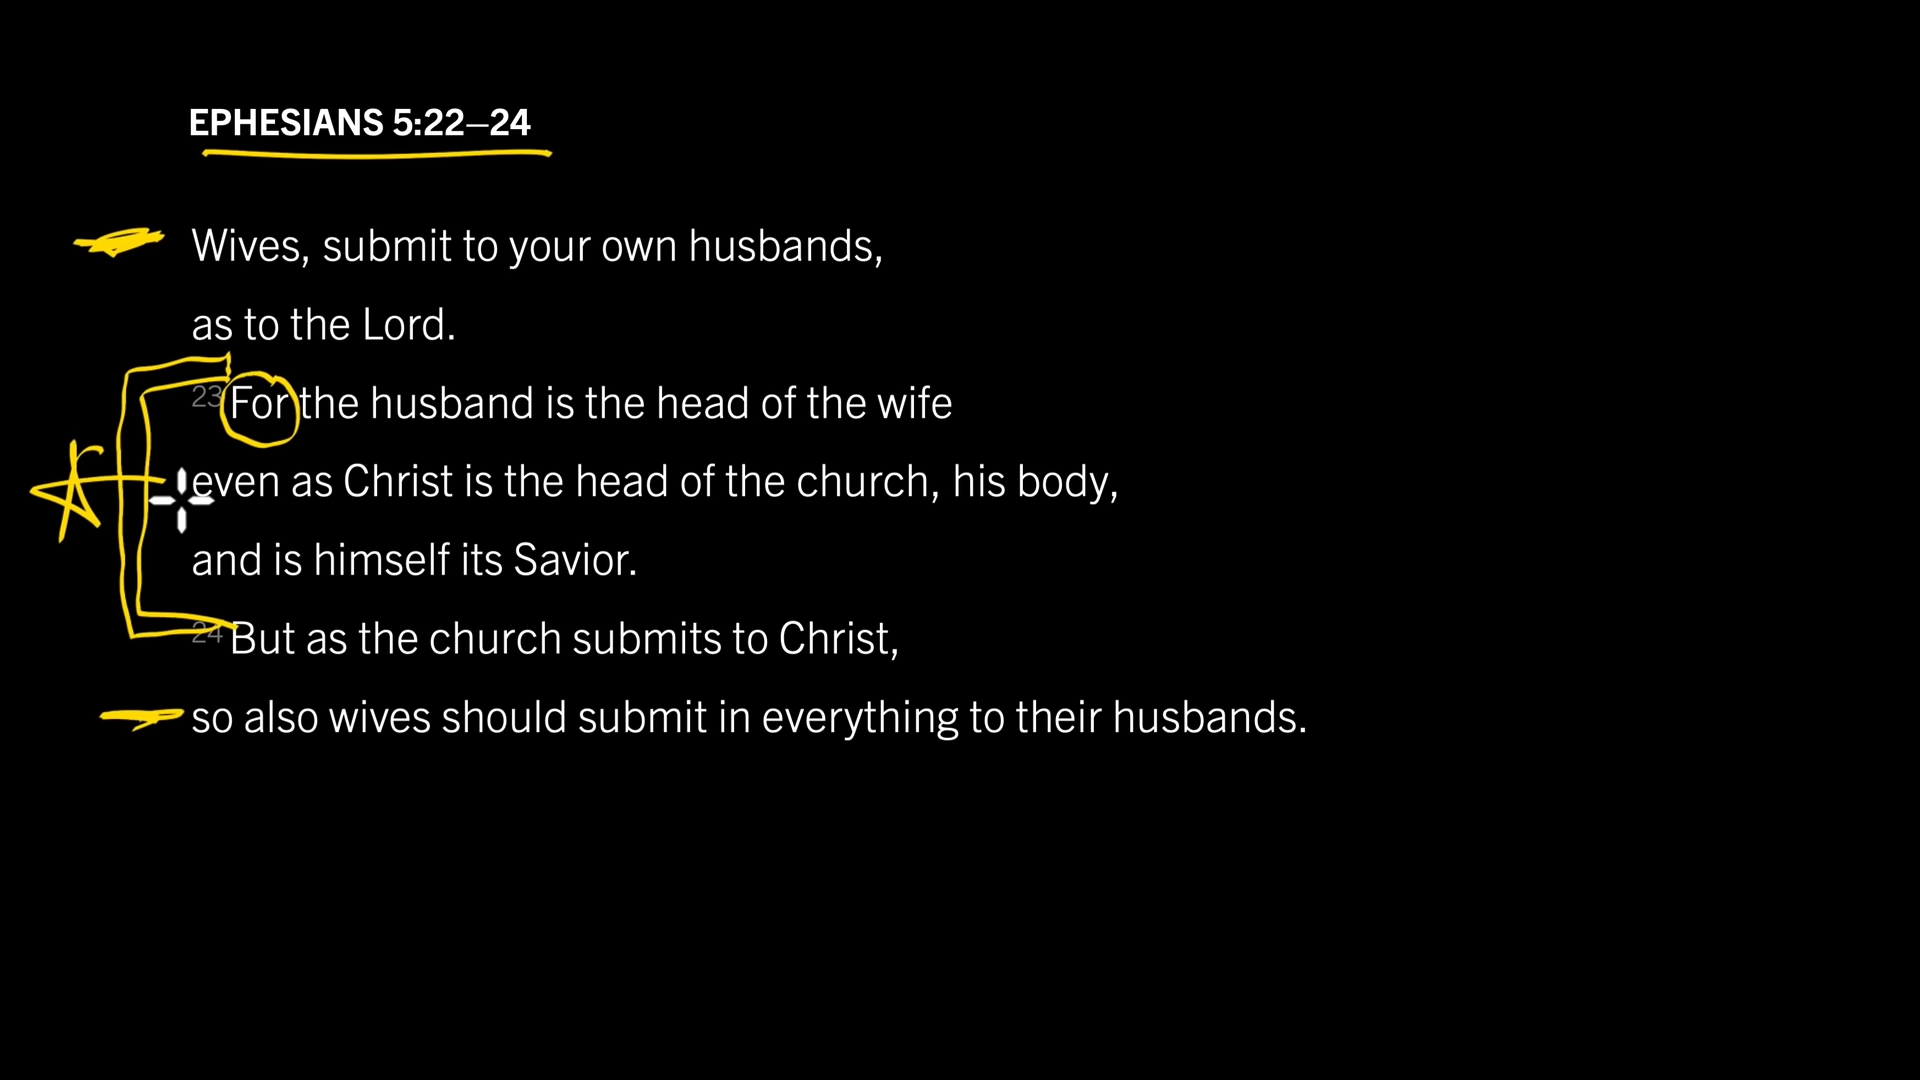 EPHESIANS 5:22–24
Wives, submit to your own husbands,
as to the Lord.
23 For the husband is the head of the wife
even as Christ is the head of the church, his body,
and is himself its Savior.
24 But as the church submits to Christ,
so also wives should submit in everything to their husbands.